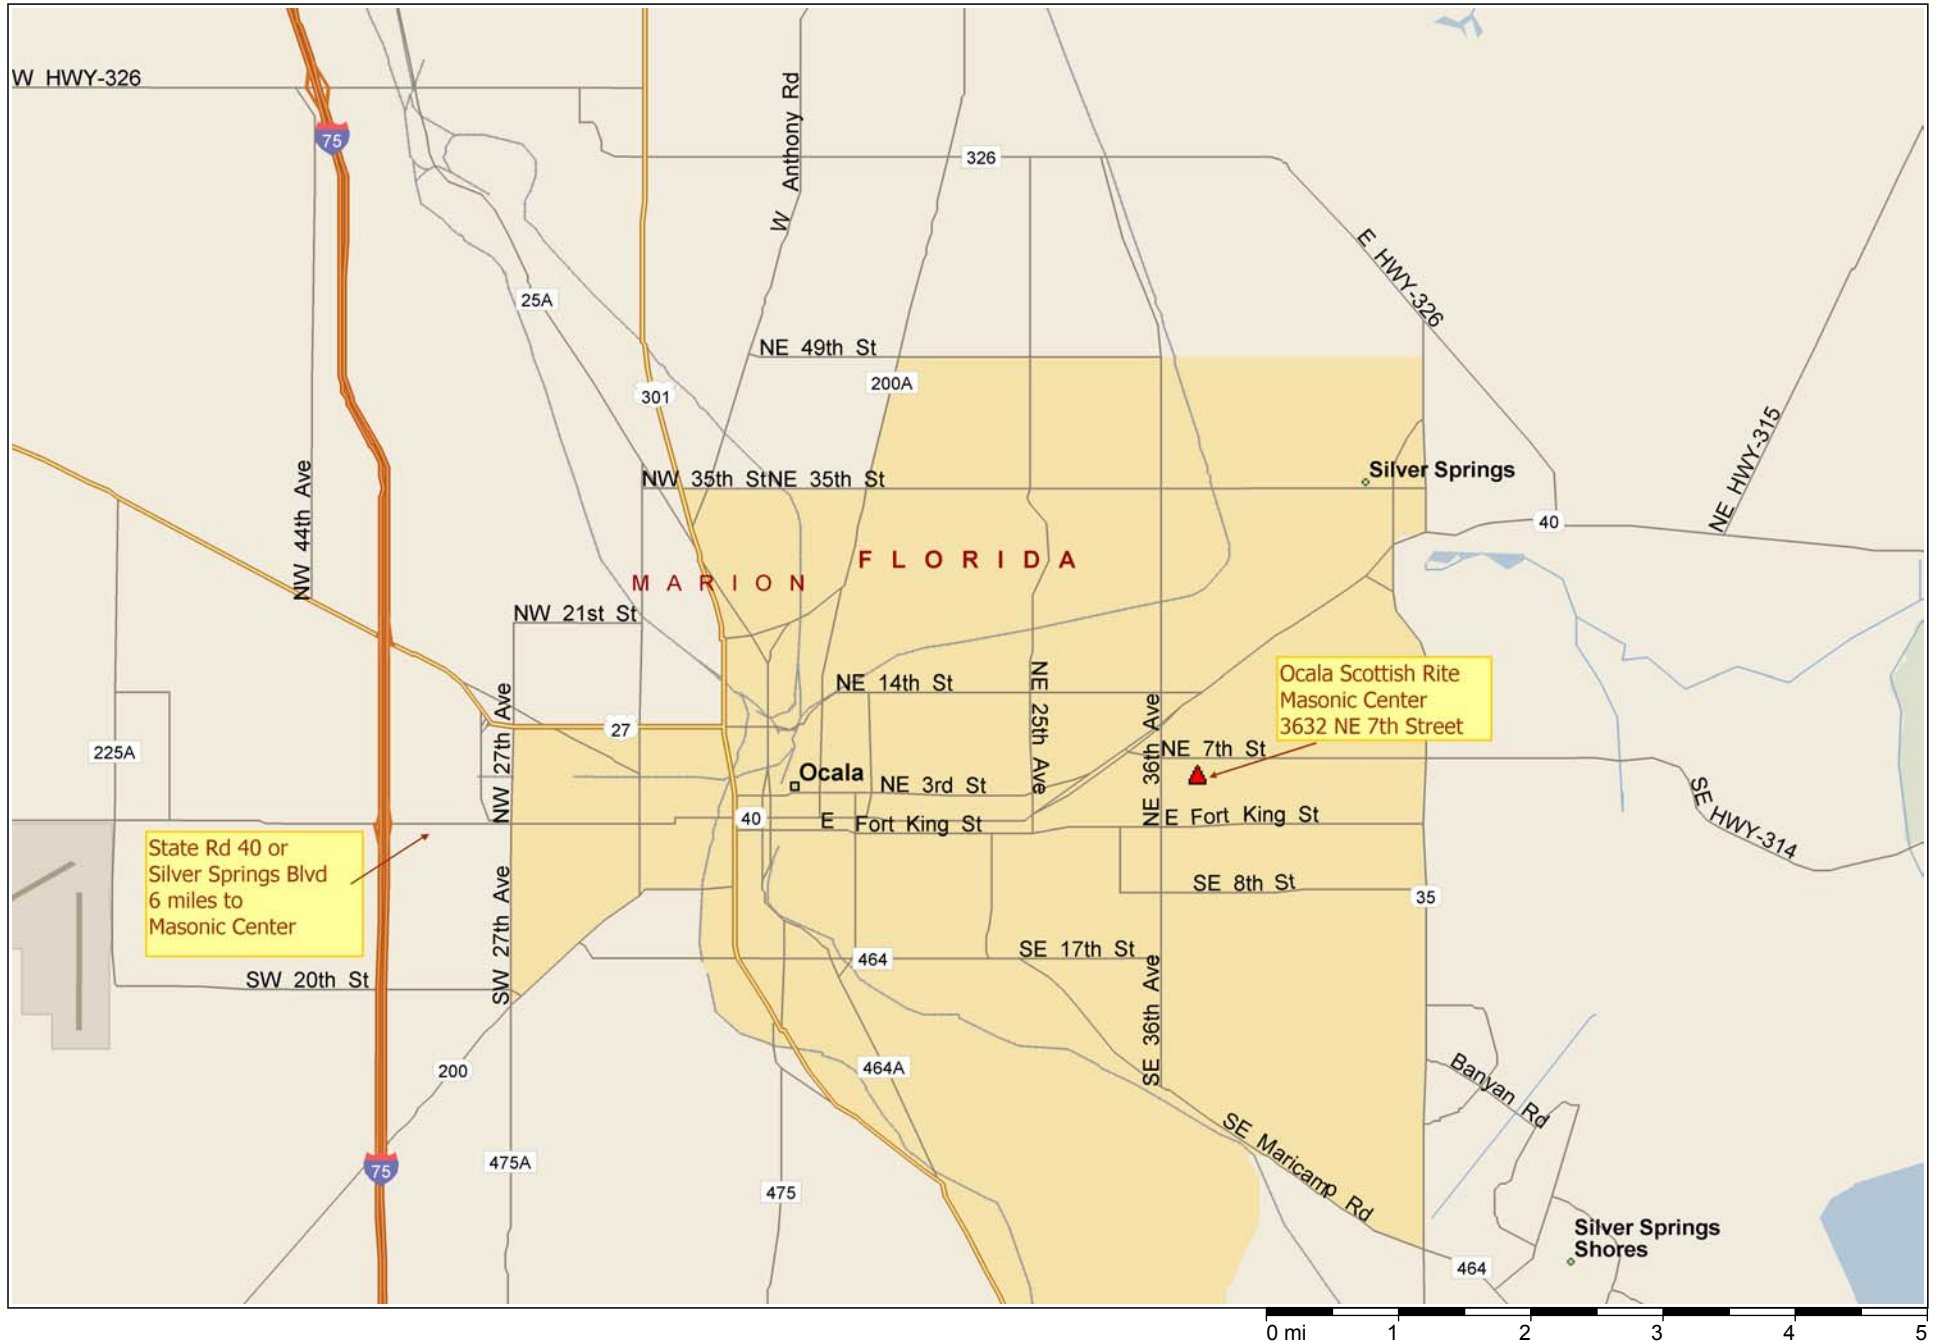 W HWY-326
75
W Anthony Rd
326
E HWY-326
25A
NE 49th St
200A
301
NE HWY-315
NW 44th Ave
NW 35th St
NE 35th St
Silver Springs
40
FLORIDA
MARION
NW 21st St
NE 14th St
NE 25th Ave
NE 36th Ave
Ocala Scottish Rite
Masonic Center
3632 NE 7th Street
NW 27th Ave
27
225A
NE 7th St
Ocala
NE 3rd St
SE HWY-314
40
E Fort King St
E Fort King St
State Rd 40 or
Silver Springs Blvd
6 miles to
Masonic Center
SE 8th St
35
SW 27th Ave
SE 17th St
464
SW 20th St
SE 36th Ave
200
464A
Banyan Rd
SE Maricamp Rd
75
475A
475
Silver Springs
Shores
464
0 mi 1 2 3 4 5